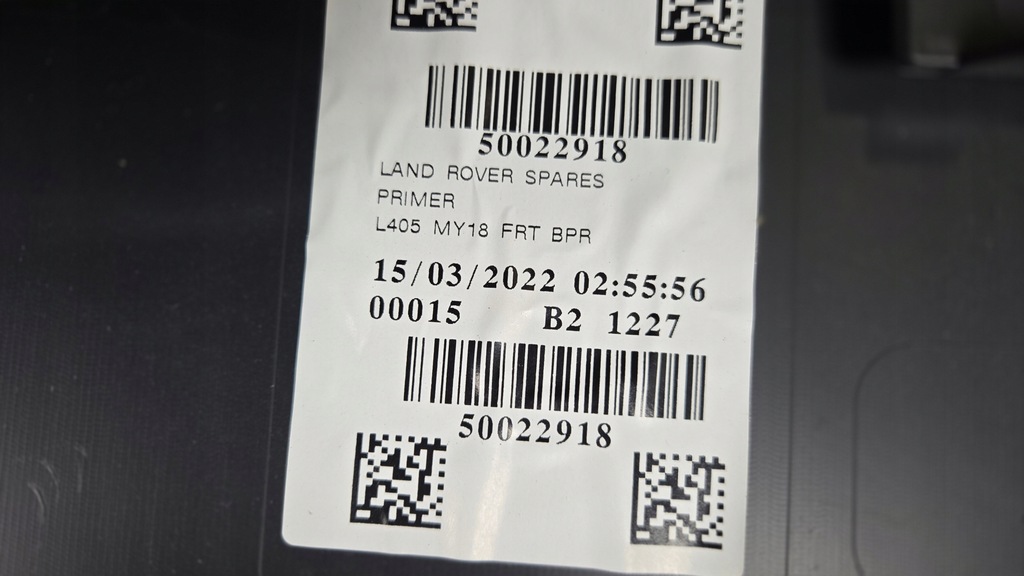 50022918
LAND ROVER SPARES
PRIMER
L405 MY18 FRT BPR
15/03/2022 02:55:56
00015 B2 1227
50022918